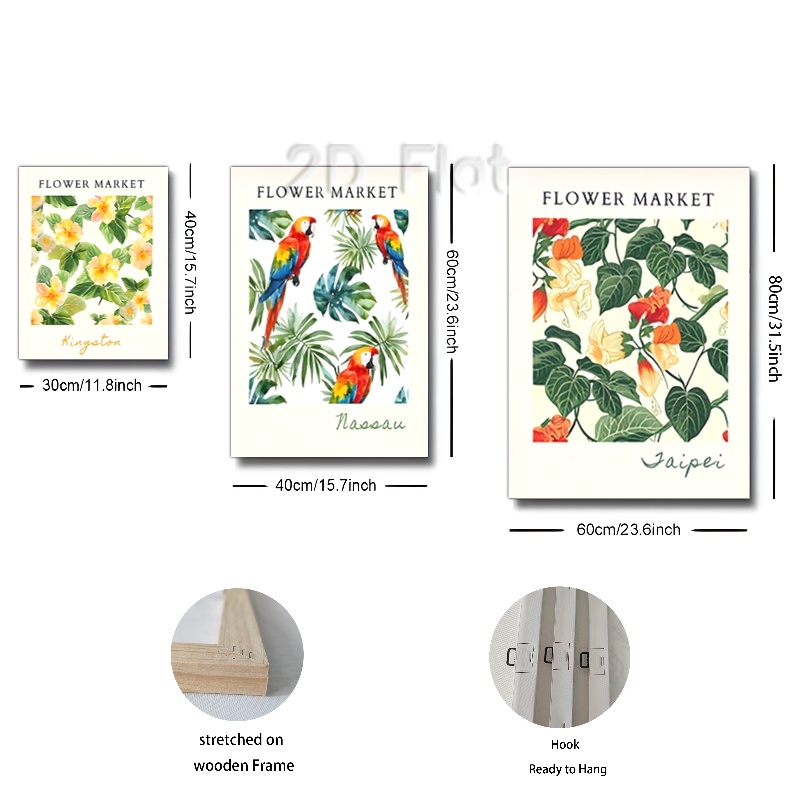 2D Flat
FLOWER MARKET
Kingston
40cm/15.7inch
30cm/11.8inch
FLOWER MARKET
Nassau
60cm/23.6inch
40cm/15.7inch
FLOWER MARKET
Taipei
80cm/31.5inch
60cm/23.6inch
stretched on
wooden Frame
Hook
Ready to Hang